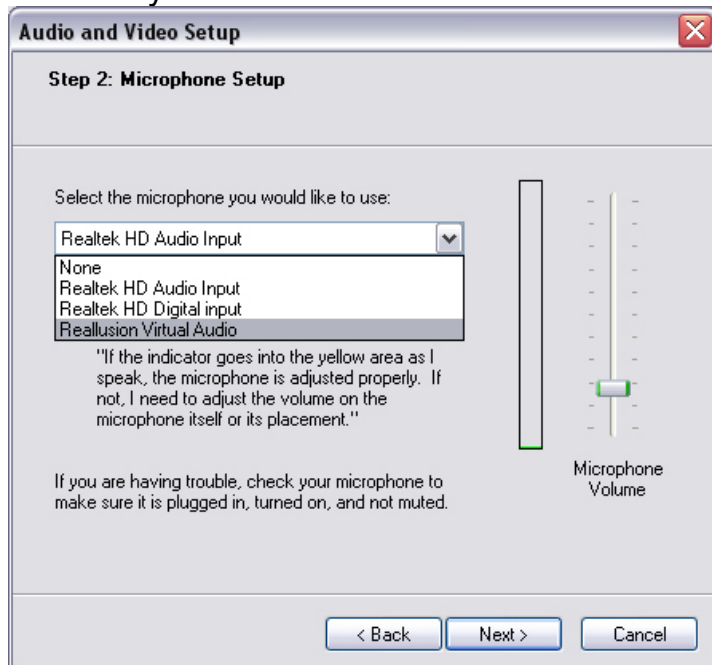 Audio and Video Setup
Step 2: Microphone Setup
Select the microphone you would like to use:
Realtek HD Audio Input
None
Realtek HD Audio Input
Realtek HD Digital input
Reallusion Virtual Audio
"If the indicator goes into the yellow area as I
speak, the microphone is adjusted properly. If
not, I need to adjust the volume on the
microphone itself or its placement."
If you are having trouble, check your microphone to
make sure it is plugged in, turned on, and not muted.
Microphone
Volume
< Back
Next >
Cancel